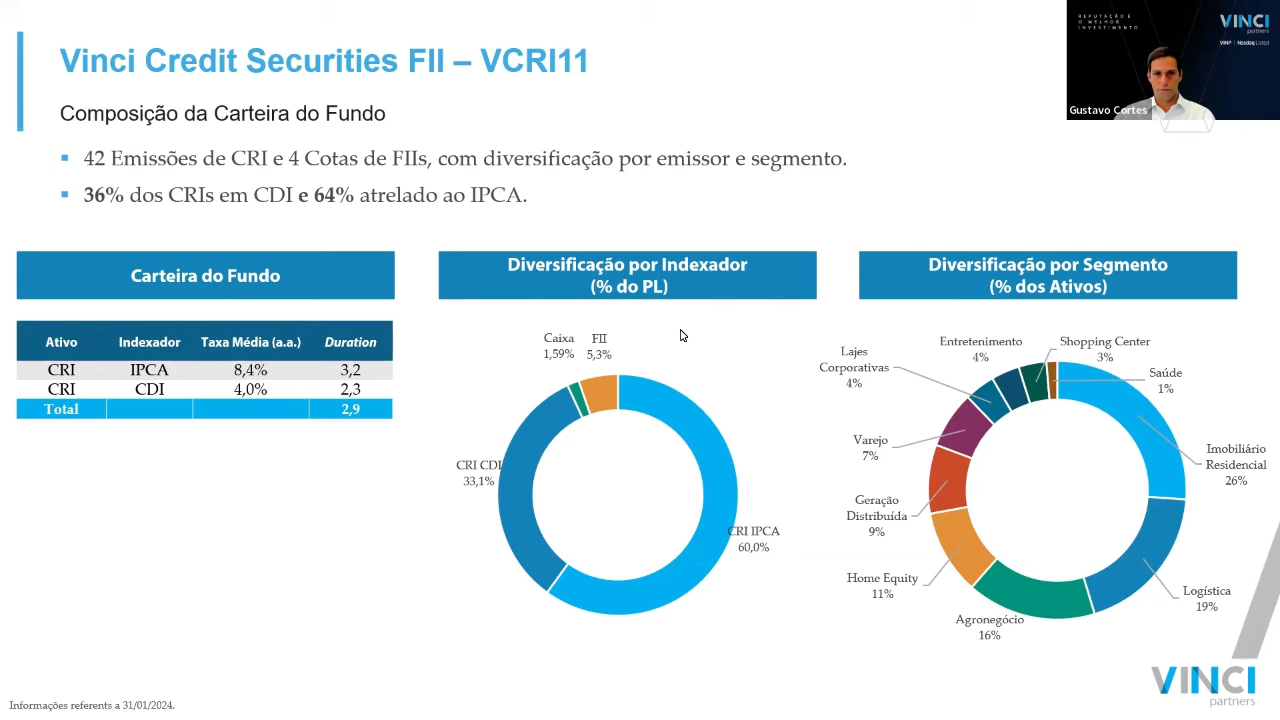 REPUTAÇÃO É
O MELHOR
INVESTIMENTO
VINCI
partners
VINP | Nasdaq Listed
Gustavo Cortes
Vinci Credit Securities FII – VCRI11
Composição da Carteira do Fundo
▪ 42 Emissões de CRI e 4 Cotas de FIIs, com diversificação por emissor e segmento.
▪ 36% dos CRIs em CDI e 64% atrelado ao IPCA.
Carteira do Fundo
Ativo Indexador Taxa Média (a.a.) Duration
CRI IPCA 8,4% 3,2
CRI CDI 4,0% 2,3
Total 2,9
Diversificação por Indexador
(% do PL)
Caixa
1,59%
FII
5,3%
CRI CDI
33,1%
CRI IPCA
60,0%
Diversificação por Segmento
(% dos Ativos)
Entretenimento
4%
Shopping Center
3%
Lajes
Corporativas
4%
Saúde
1%
Varejo
7%
Imobiliário
Residencial
26%
Geração
Distribuída
9%
Home Equity
11%
Logística
19%
Agronegócio
16%
VINCI
partners
Informações referents a 31/01/2024.